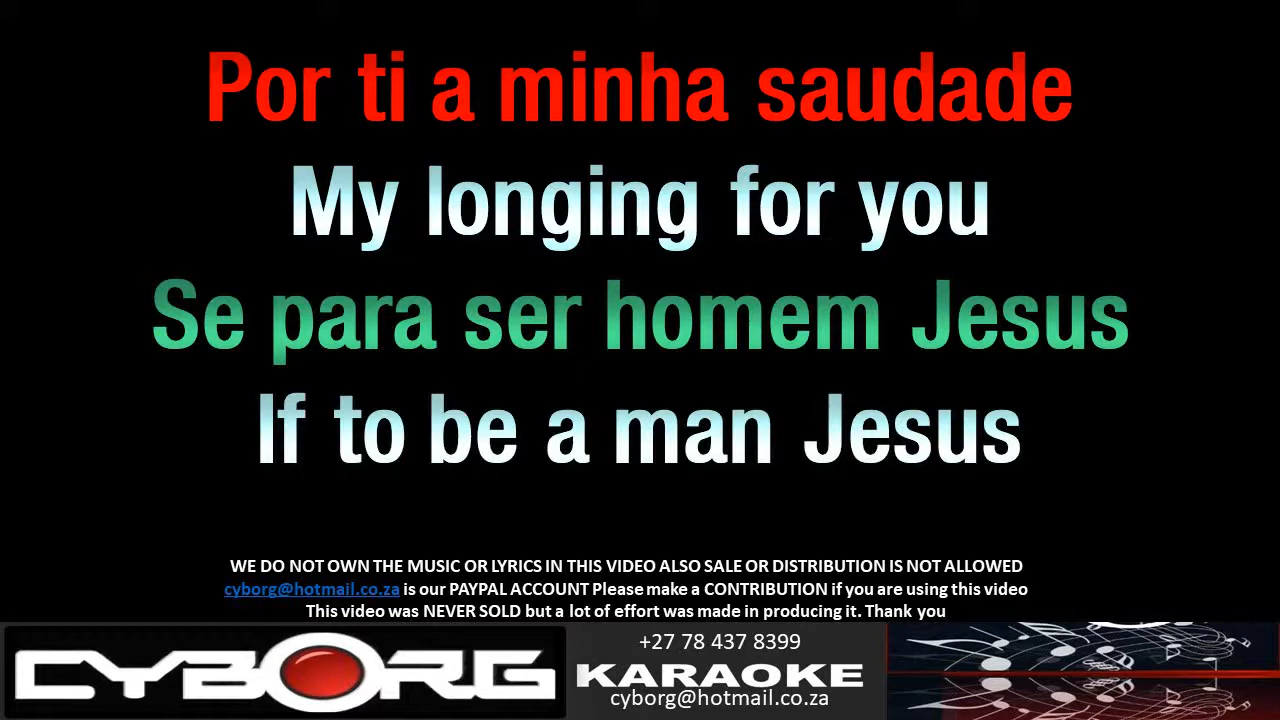 Por ti a minha saudade
My longing for you
Se para ser homem Jesus
If to be a man Jesus
WE DO NOT OWN THE MUSIC OR LYRICS IN THIS VIDEO ALSO SALE OR DISTRIBUTION IS NOT ALLOWED
cyborg@hotmail.co.za is our PAYPAL ACCOUNT Please make a CONTRIBUTION if you are using this video
This video was NEVER SOLD but a lot of effort was made in producing it. Thank you
CYBORG
+27 78 437 8399
KARAOKE
cyborg@hotmail.co.za